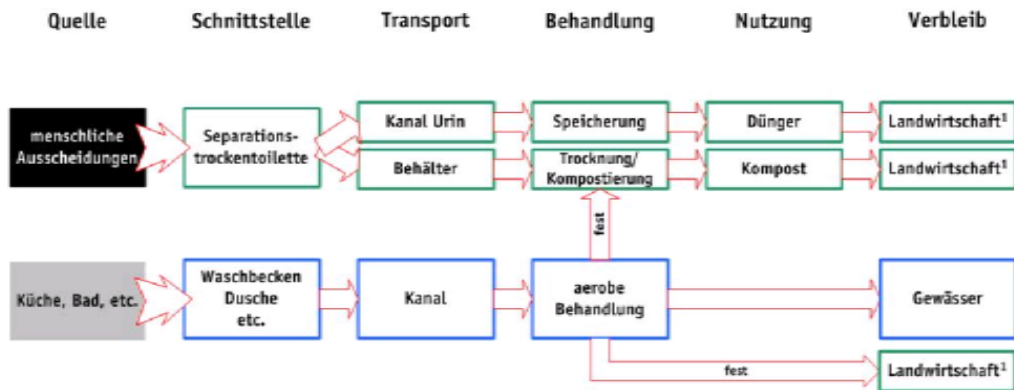 Quelle Schnittstelle Transport Behandlung Nutzung Verbleib
menschliche
Ausscheidungen
Separations-
trockentoilette
Kanal Urin
Speicherung
Dünger
Landwirtschaft¹
Behälter
Trocknung/
Kompostierung
Kompost
Landwirtschaft¹
fest
Küche, Bad, etc.
Waschbecken
Dusche
etc.
Kanal
aerobe
Behandlung
Gewässer
fest
Landwirtschaft¹